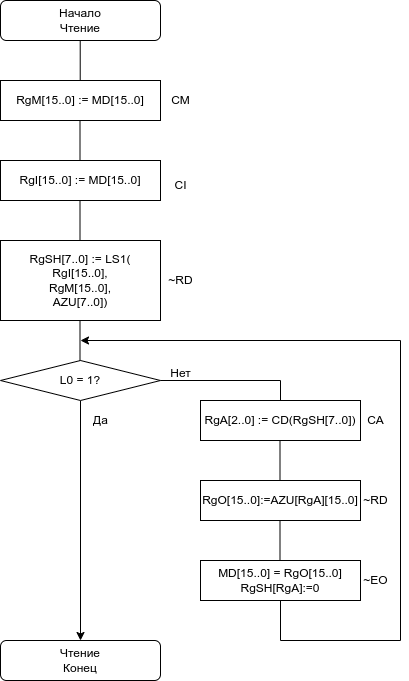 Начало
Чтение
RgM[15..0] := MD[15..0]
CM
RgI[15..0] := MD[15..0]
CI
RgSH[7..0] := LS1(
RgI[15..0],
RgM[15..0],
AZU[7..0])
~RD
L0 = 1?
Нет
Да
RgA[2..0] := CD(RgSH[7..0])
CA
RgO[15..0]:=AZU[RgA][15..0]
~RD
MD[15..0] = RgO[15..0]
RgSH[RgA]:=0
~EO
Чтение
Конец